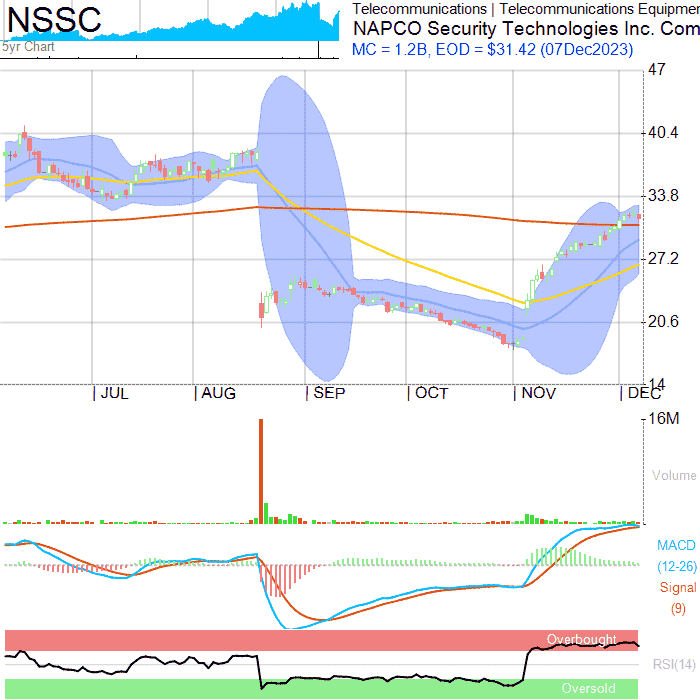 NSSC
5yr Chart
Telecommunications | Telecommunications Equipmen
NAPCO Security Technologies Inc. Com
MC = 1.2B, EOD = $31.42 (07Dec2023)
47
40.4
33.8
27.2
20.6
14
JUL AUG SEP OCT NOV DEC
16M
Volume
MACD
(12-26)
Signal
(9)
Overbought
RSI(14)
Oversold